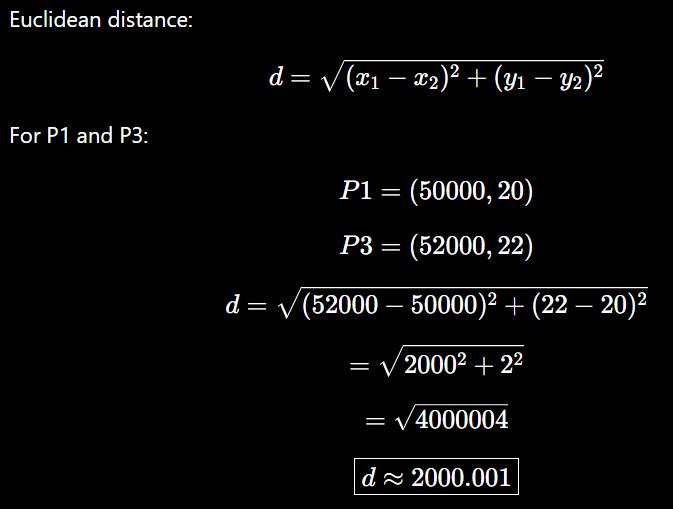 Euclidean distance:
d = √(x₁ − x₂)² + (y₁ − y₂)²
For P1 and P3:
P1 = (50000, 20)
P3 = (52000, 22)
d = √(52000 − 50000)² + (22 − 20)²
= √2000² + 2²
= √4000004
d ≈ 2000.001